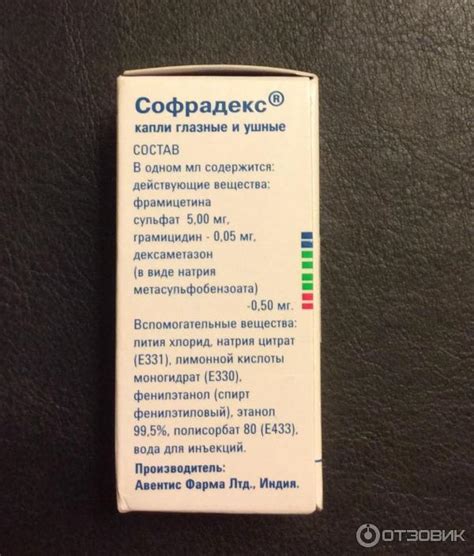 Софрадекс®
капли глазные и ушные
СОСТАВ
В одном мл содержится:
действующие вещества:
фрамицетина
сульфат 5,00 мг,
грамицидин - 0,05 мг,
дексаметазон
(в виде натрия
метасульфобензоата)
-0,50 мг.
Вспомогательные вещества:
лития хлорид, натрия цитрат
(Е331), лимонной кислоты
моногидрат (Е330),
фенилэтанол (спирт
фенилэтиловый), этанол
99,5%, полисорбат 80 (Е433),
вода для инъекций.
Производитель:
Авентис Фарма Лтд., Индия.
ОТЗОВИК